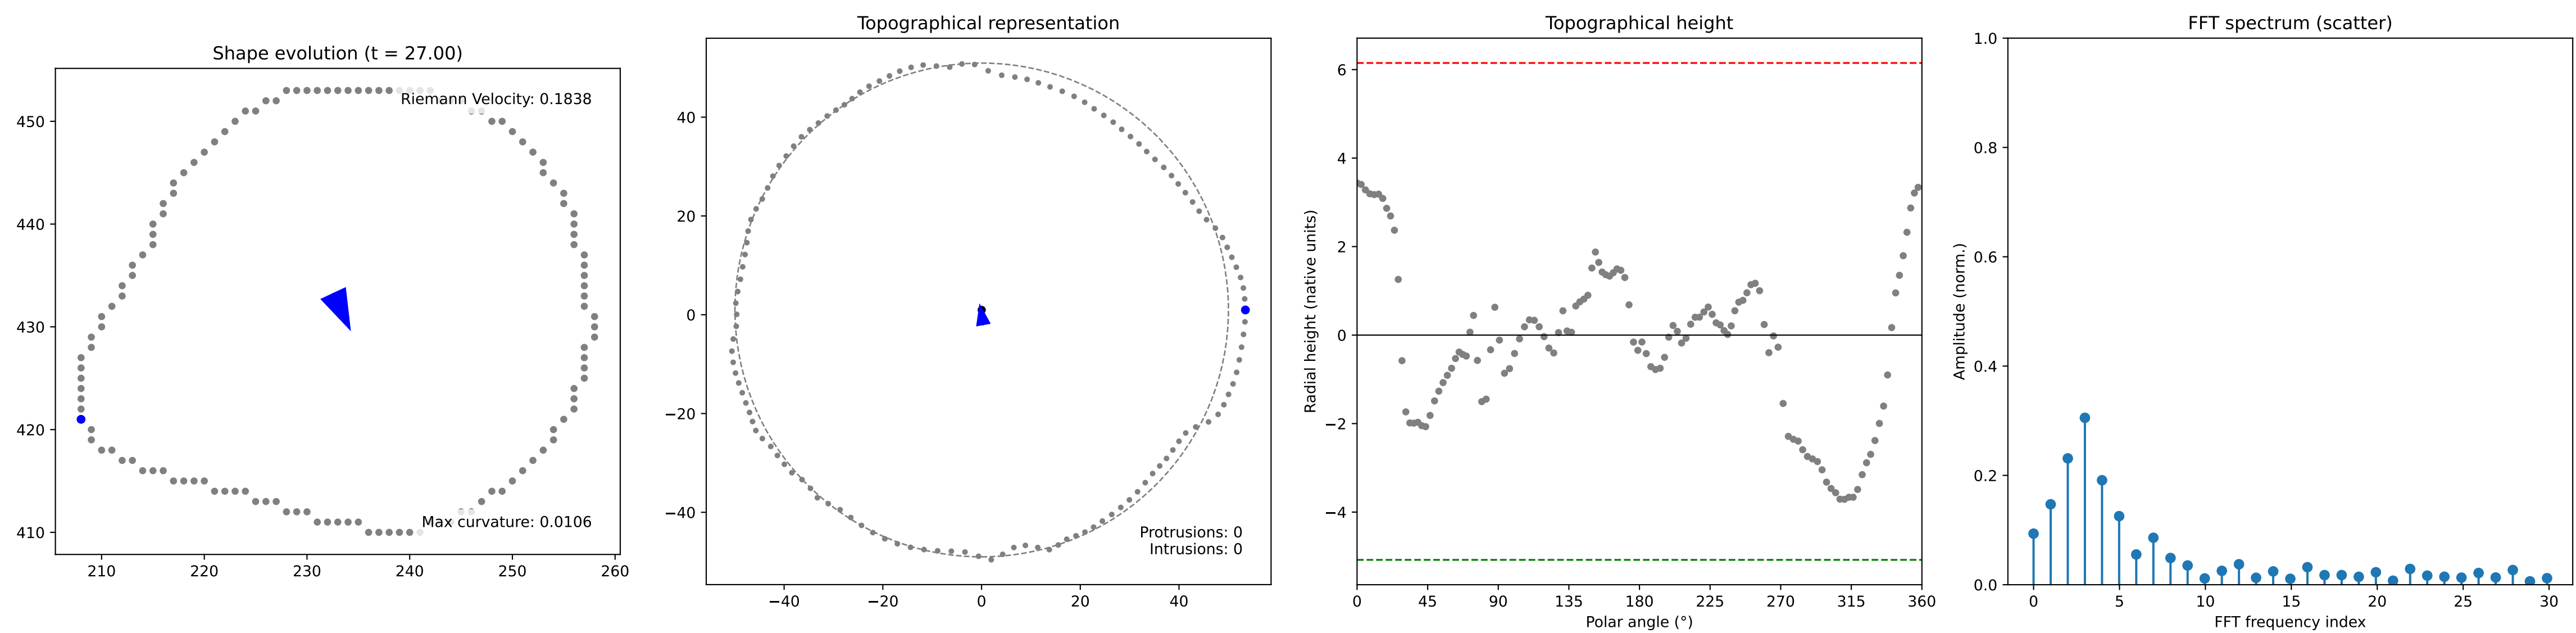 Shape evolution (t = 27.00)
Riemann Velocity: 0.1838
Max curvature: 0.0106
450
440
430
420
410
210 220 230 240 250 260
Topographical representation
40
20
0
−20
−40
−40 −20 0 20 40
Protrusions: 0
Intrusions: 0
Topographical height
Radial height (native units)
6
4
2
0
−2
−4
0 45 90 135 180 225 270 315 360
Polar angle (°)
FFT spectrum (scatter)
Amplitude (norm.)
1.0
0.8
0.6
0.4
0.2
0.0
0 5 10 15 20 25 30
FFT frequency index